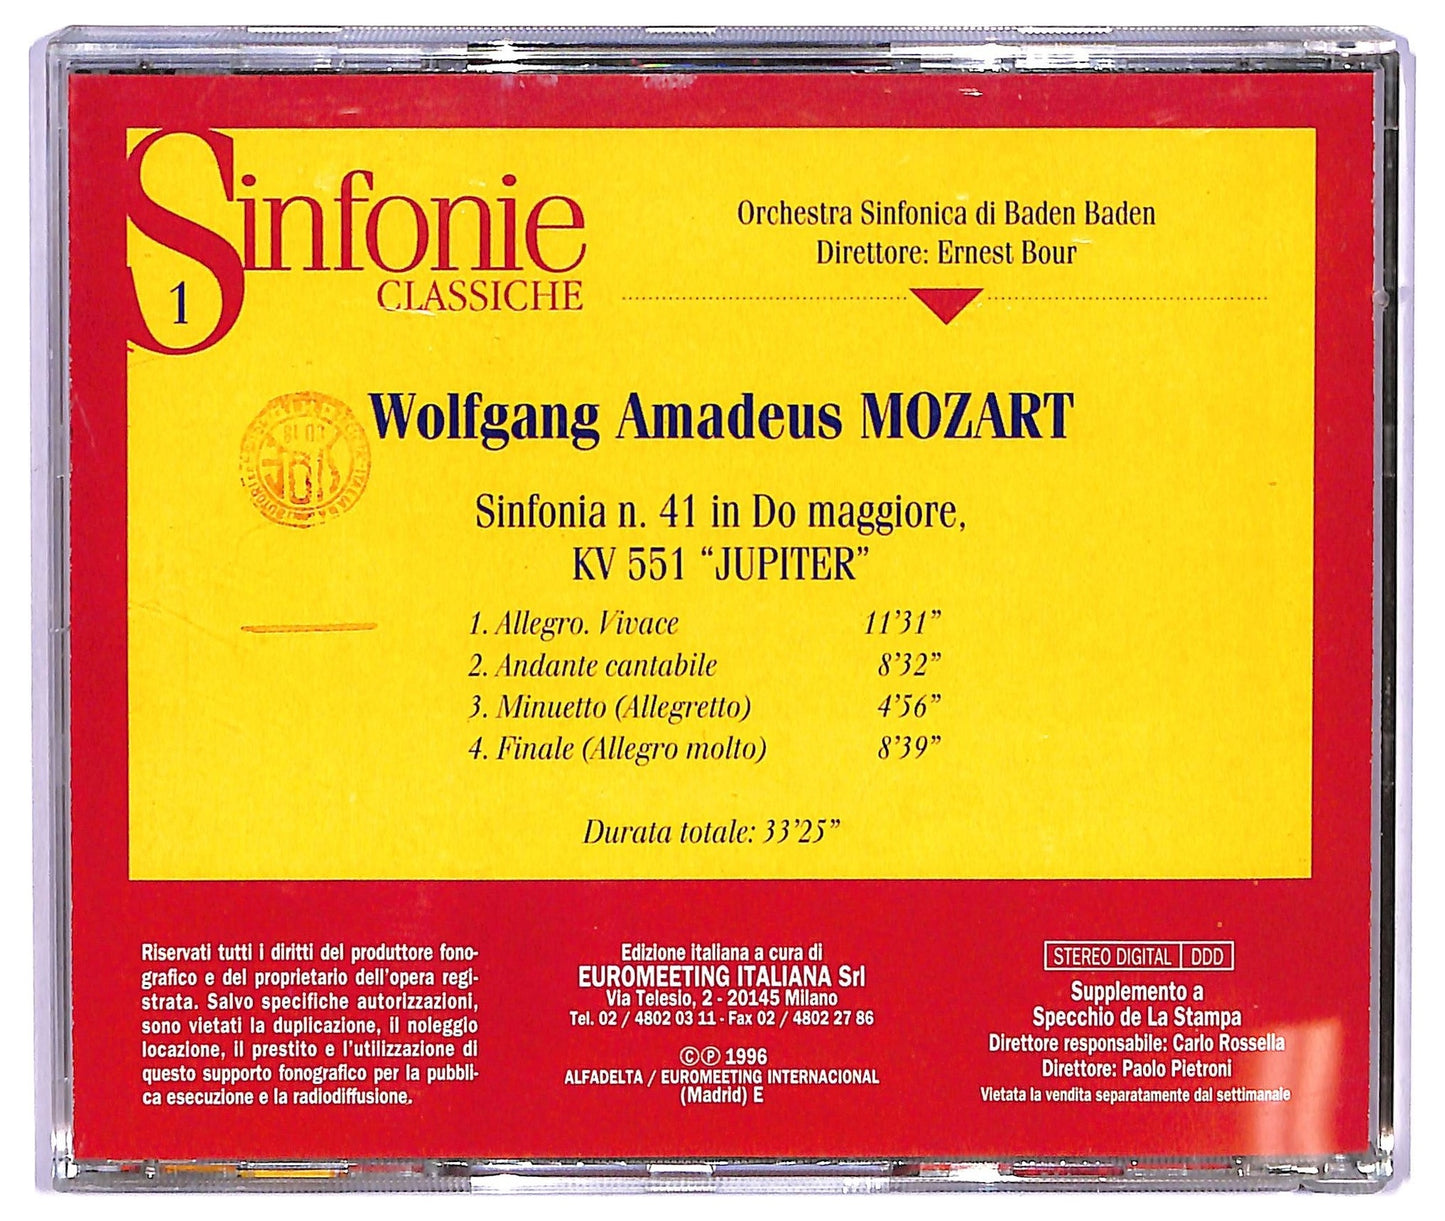 Sinfonie
CLASSICHE
1
Orchestra Sinfonica di Baden Baden
Direttore: Ernest Bour
Wolfgang Amadeus MOZART
Sinfonia n. 41 in Do maggiore,
KV 551 “JUPITER”
1. Allegro. Vivace 11’31”
2. Andante cantabile 8’32”
3. Minuetto (Allegretto) 4’56”
4. Finale (Allegro molto) 8’39”
Durata totale: 33’25”
Riservati tutti i diritti del produttore fono-
grafico e del proprietario dell’opera regi-
strata. Salvo specifiche autorizzazioni,
sono vietati la duplicazione, il noleggio
locazione, il prestito e l’utilizzazione di
questo supporto fonografico per la pubbli-
ca esecuzione e la radiodiffusione.
Edizione italiana a cura di
EUROMEETING ITALIANA Srl
Via Telesio, 2 - 20145 Milano
Tel. 02 / 4802 03 11 - Fax 02 / 4802 27 86
©℗ 1996
ALFADELTA / EUROMEETING INTERNACIONAL
(Madrid) E
STEREO DIGITAL DDD
Supplemento a
Specchio de La Stampa
Direttore responsabile: Carlo Rossella
Direttore: Paolo Pietroni
Vietata la vendita separatamente dal settimanale